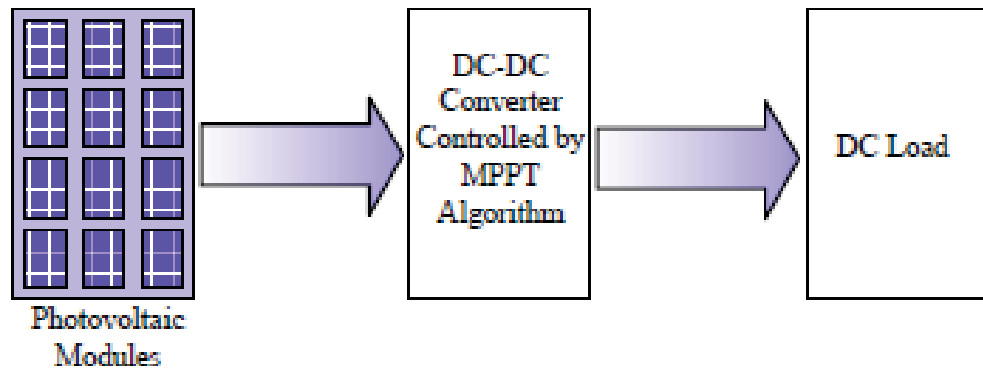 Photovoltaic
Modules
DC-DC
Converter
Controlled by
MPPT
Algorithm
DC Load